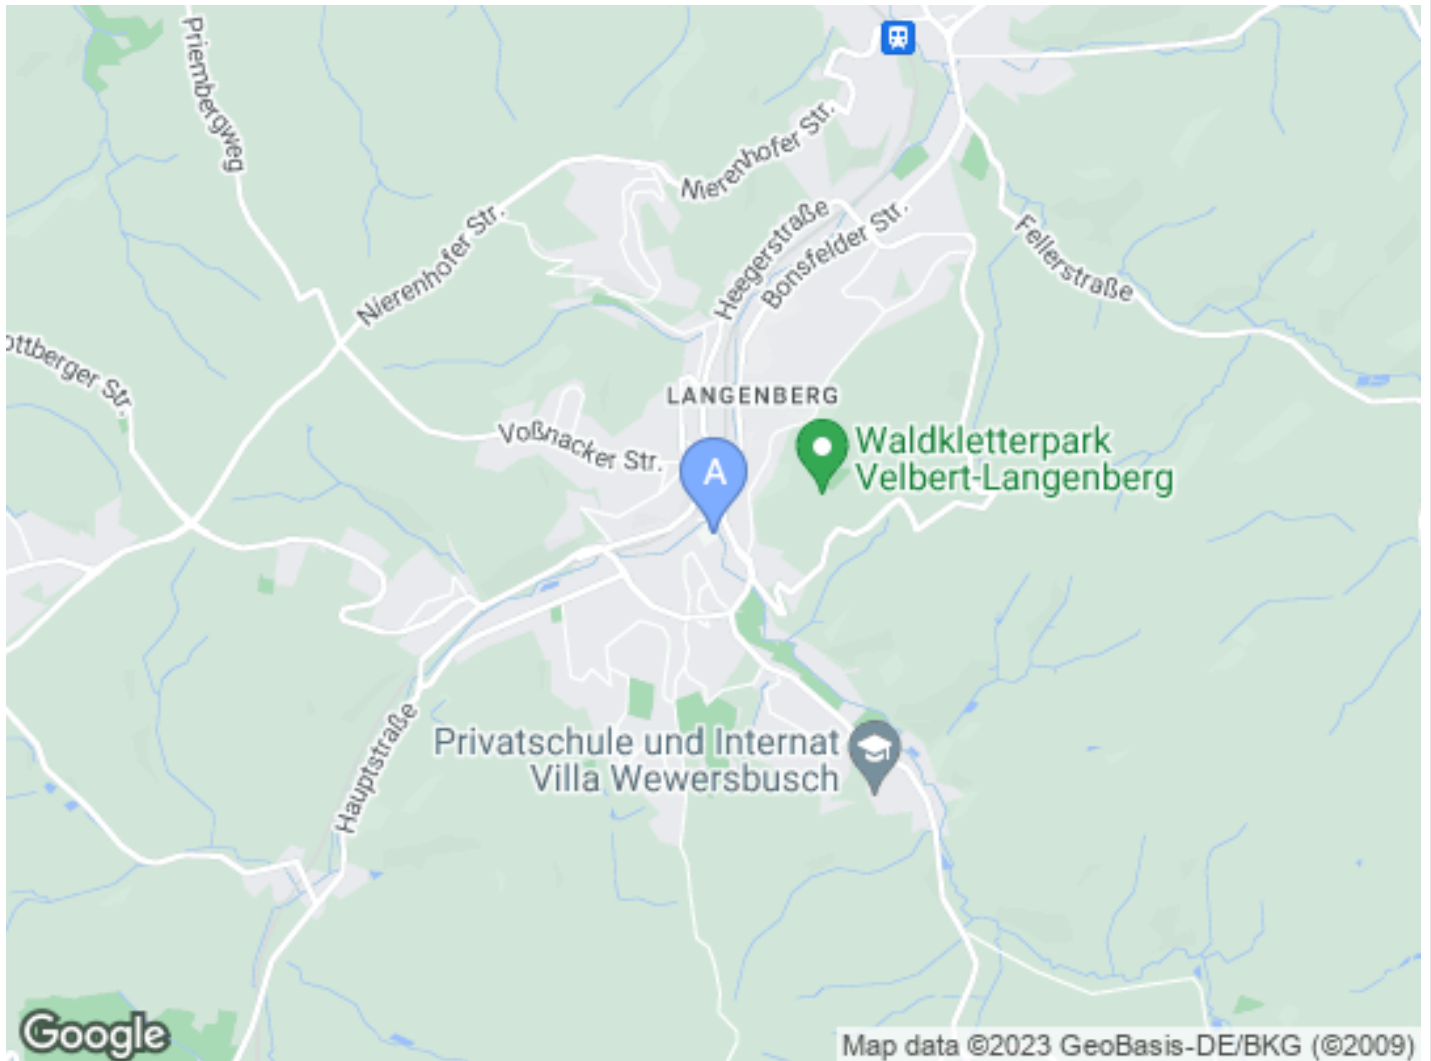 Priembergweg
Nierenhofer Str.
Heegerstraße
Bonsfelder Str.
Fellerstraße
Nierenhofer Str.
ottberger Str.
LANGENBERG
Voßnacker Str.
A
Waldkletterpark
Velbert-Langenberg
Hauptstraße
Privatschule und Internat
Villa Wewersbusch
Google
Map data ©2023 GeoBasis-DE/BKG (©2009)